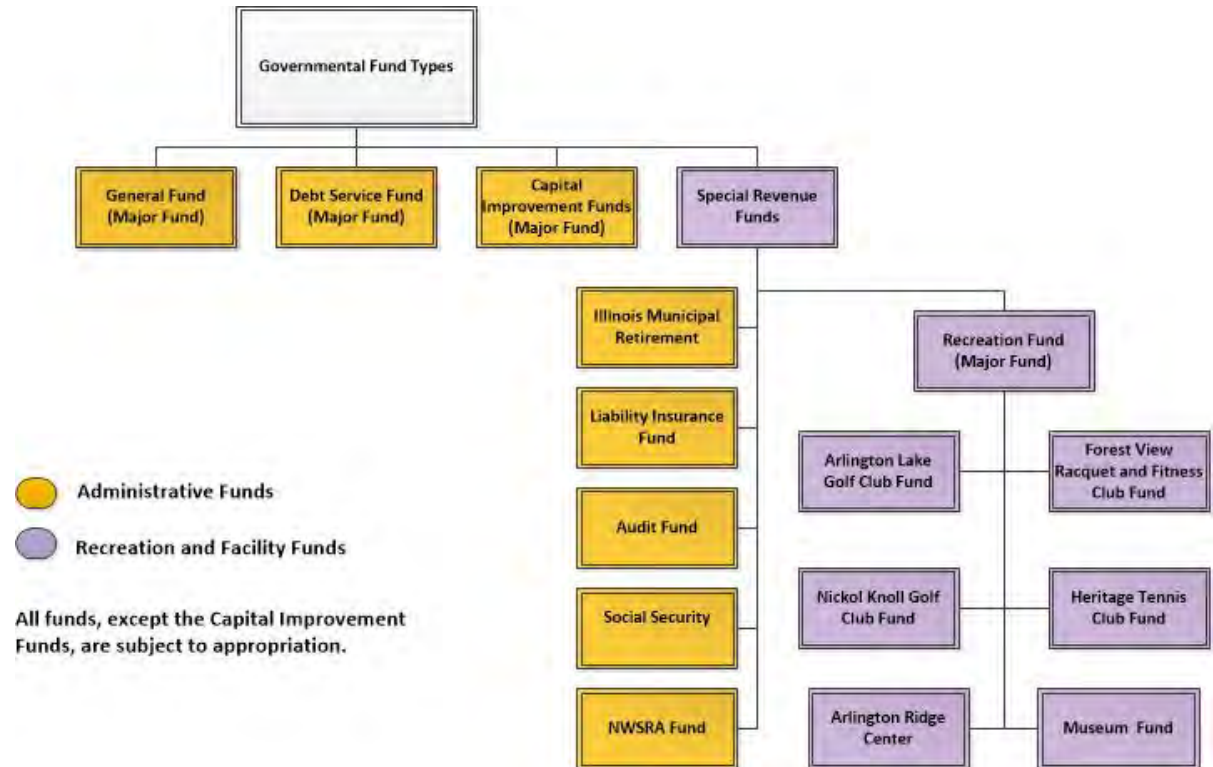 Governmental Fund Types
General Fund
(Major Fund)
Debt Service Fund
(Major Fund)
Capital
Improvement Funds
(Major Fund)
Special Revenue
Funds
Illinois Municipal
Retirement
Recreation Fund
(Major Fund)
Liability Insurance
Fund
Arlington Lake
Golf Club Fund
Forest View
Racquet and Fitness
Club Fund
Administrative Funds
Recreation and Facility Funds
Audit Fund
All funds, except the Capital Improvement
Funds, are subject to appropriation.
Social Security
Nickol Knoll Golf
Club Fund
Heritage Tennis
Club Fund
NWSRA Fund
Arlington Ridge
Center
Museum Fund